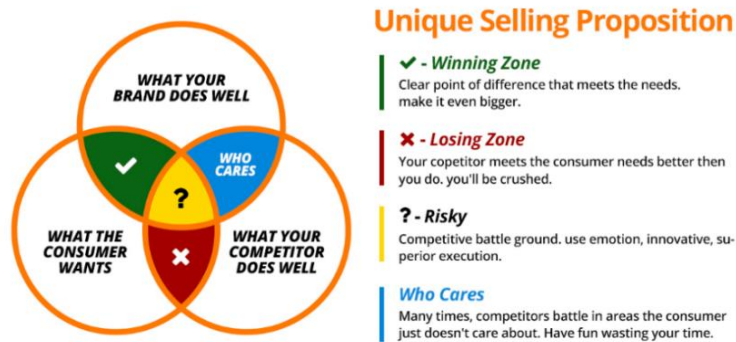 WHAT YOUR
BRAND DOES WELL
✔
WHO
CARES
?
WHAT THE
CONSUMER
WANTS
✖
WHAT YOUR
COMPETITOR
DOES WELL
Unique Selling Proposition
✔ - Winning Zone
Clear point of difference that meets the needs.
make it even bigger.
✖ - Losing Zone
Your copetitor meets the consumer needs better then
you do. you'll be crushed.
? - Risky
Competitive battle ground. use emotion, innovative, su-
perior execution.
Who Cares
Many times, competitors battle in areas the consumer
just doesn't care about. Have fun wasting your time.